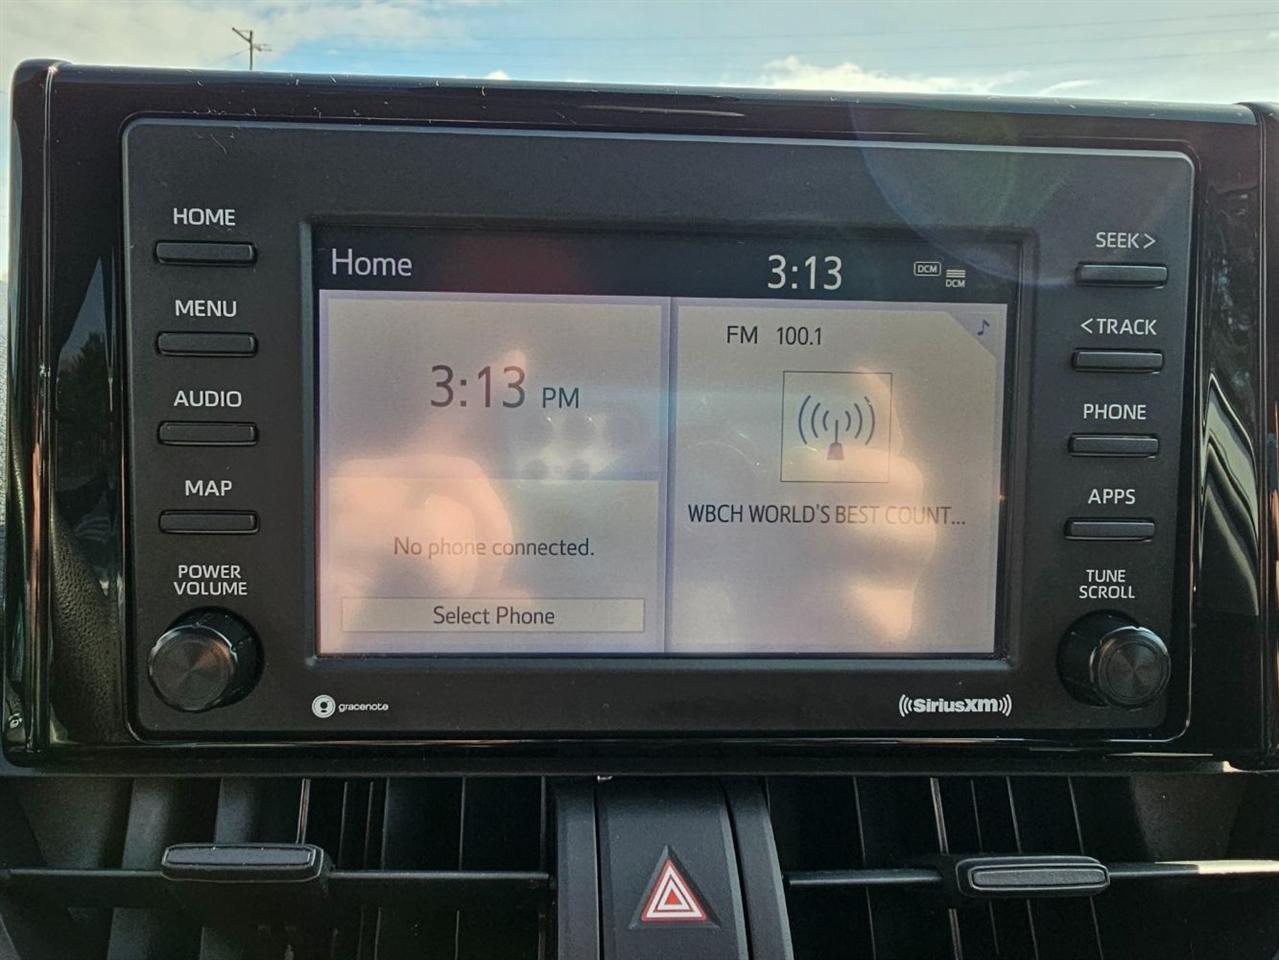 HOME
MENU
AUDIO
MAP
POWER
VOLUME
Home
3:13
DCM
DCM
3:13 PM
No phone connected.
Select Phone
FM 100.1
WBCH WORLD'S BEST COUNT...
SEEK>
<TRACK
PHONE
APPS
TUNE
SCROLL
gracenote
((SiriusXM))